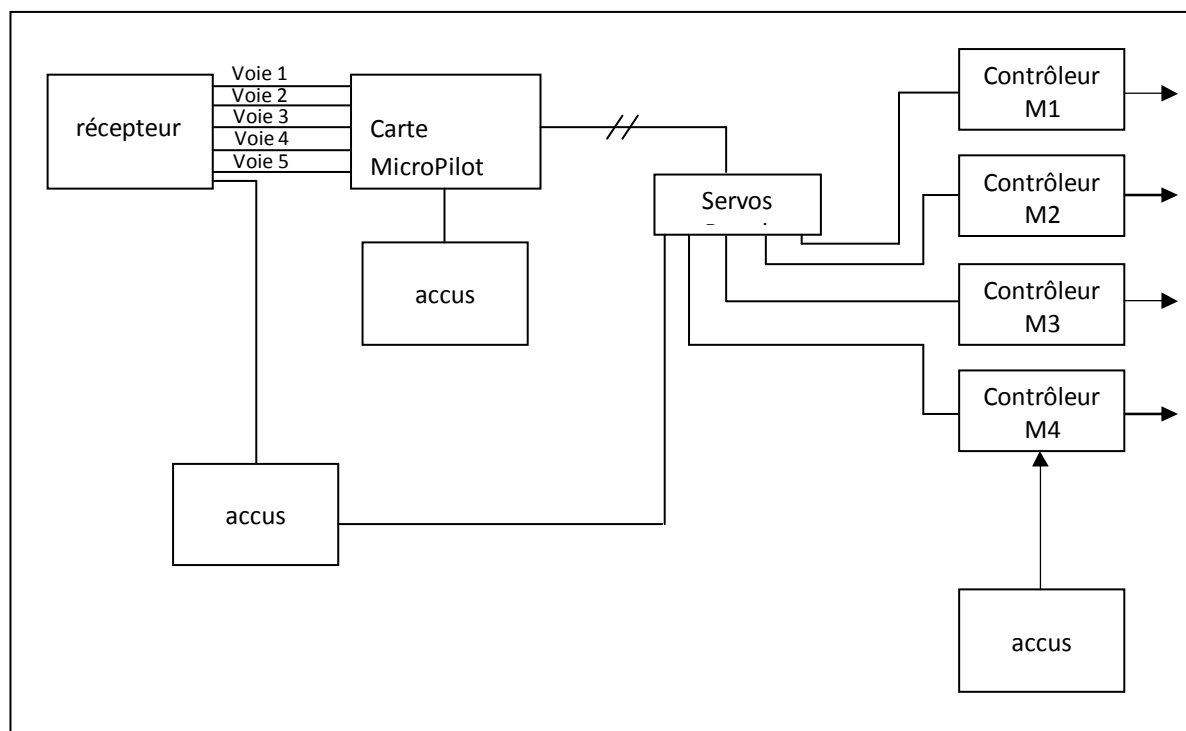 récepteur
Voie 1
Voie 2
Voie 3
Voie 4
Voie 5
Carte
MicroPilot
accus
Servos
Contrôleur
M1
Contrôleur
M2
Contrôleur
M3
Contrôleur
M4
accus
accus